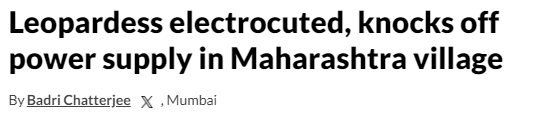 Leopardess electrocuted, knocks off
power supply in Maharashtra village
By Badri Chatterjee X , Mumbai